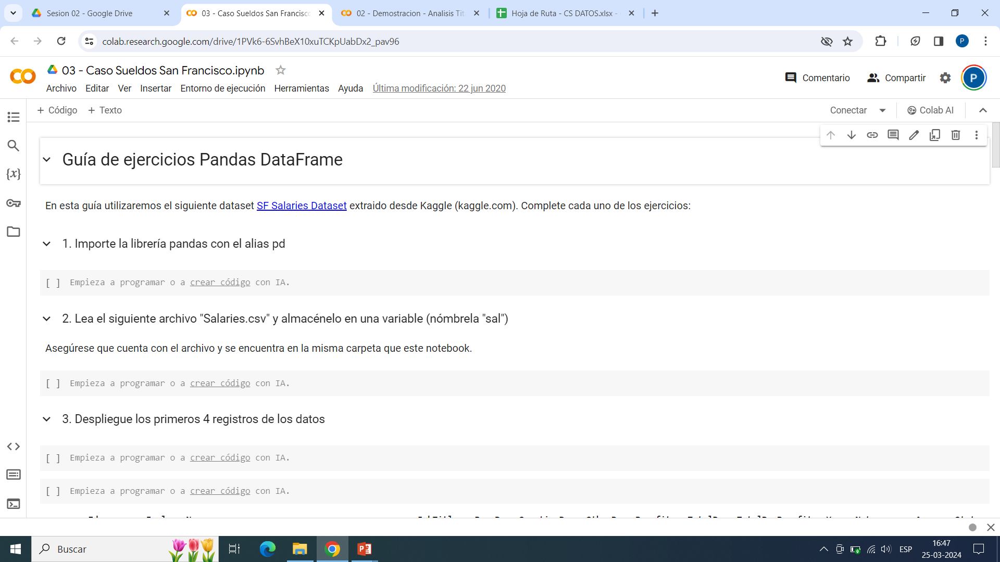 Sesion 02 - Google Drive
03 - Caso Sueldos San Francisco
02 - Demostracion - Analisis Tit
Hoja de Ruta - CS DATOS.xlsx -
colab.research.google.com/drive/1PVk6-6SvhBeX10xuTCKpUabDx2_pav96
P
03 - Caso Sueldos San Francisco.ipynb
Archivo Editar Ver Insertar Entorno de ejecución Herramientas Ayuda Última modificación: 22 jun 2020
Comentario Compartir P
+ Código + Texto
Conectar Colab AI
Guía de ejercicios Pandas DataFrame
En esta guía utilizaremos el siguiente dataset SF Salaries Dataset extraido desde Kaggle (kaggle.com). Complete cada uno de los ejercicios:
1. Importe la librería pandas con el alias pd
[ ] Empieza a programar o a crear código con IA.
2. Lea el siguiente archivo "Salaries.csv" y almacénelo en una variable (nómbrela "sal")
Asegúrese que cuenta con el archivo y se encuentra en la misma carpeta que este notebook.
[ ] Empieza a programar o a crear código con IA.
3. Despliegue los primeros 4 registros de los datos
[ ] Empieza a programar o a crear código con IA.
[ ] Empieza a programar o a crear código con IA.
Buscar
ESP
16:47
25-03-2024